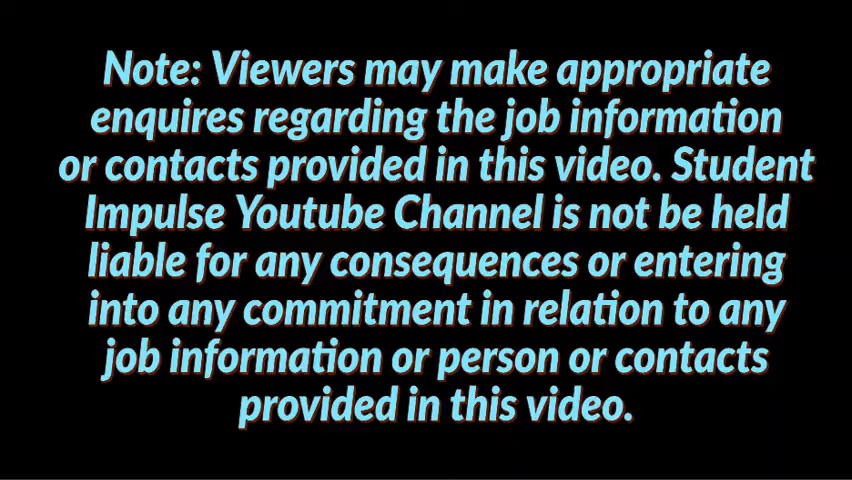 Note: Viewers may make appropriate
enquires regarding the job information
or contacts provided in this video. Student
Impulse Youtube Channel is not be held
liable for any consequences or entering
into any commitment in relation to any
job information or person or contacts
provided in this video.